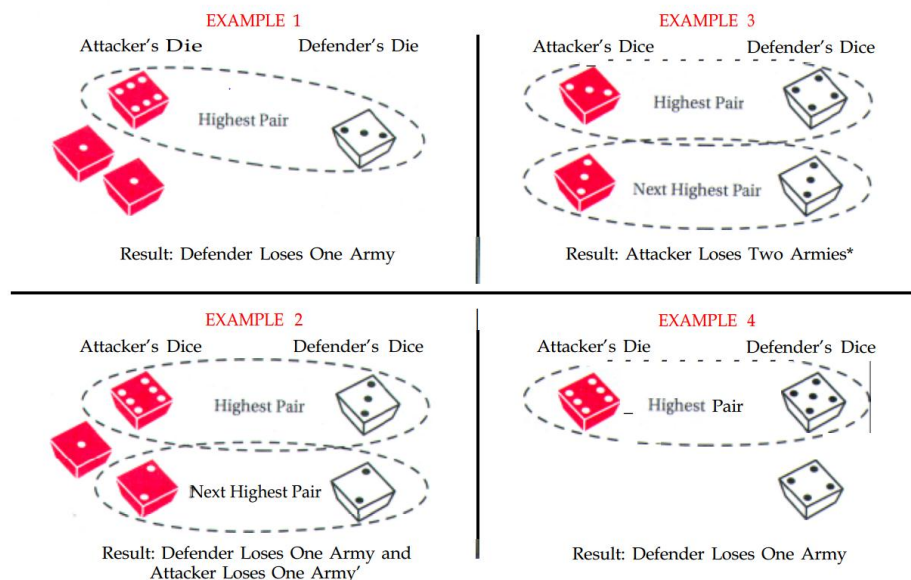 EXAMPLE 1
Attacker's Die
Defender's Die
Highest Pair
Result: Defender Loses One Army
EXAMPLE 3
Attacker's Dice
Defender's Dice
Highest Pair
Next Highest Pair
Result: Attacker Loses Two Armies*
EXAMPLE 2
Attacker's Dice
Defender's Dice
Highest Pair
Next Highest Pair
Result: Defender Loses One Army and
Attacker Loses One Army'
EXAMPLE 4
Attacker's Die
Defender's Dice
Highest Pair
Result: Defender Loses One Army